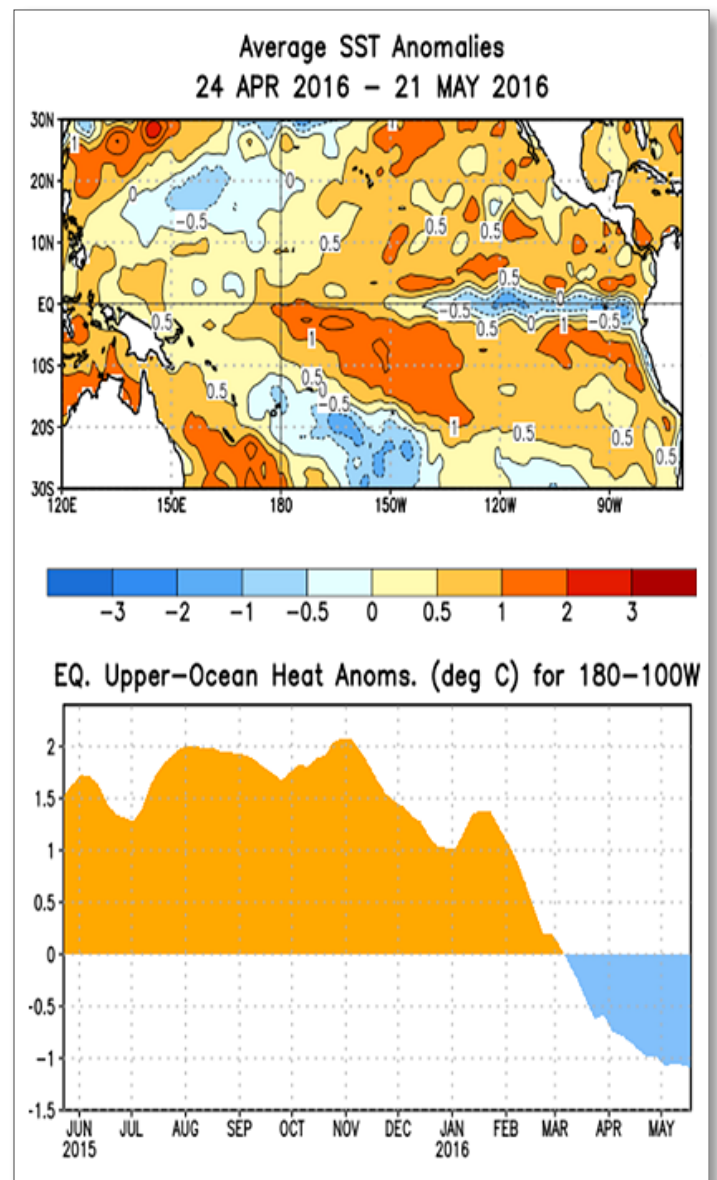 Average SST Anomalies
24 APR 2016 – 21 MAY 2016
30N
20N
10N
EQ
10S
20S
30S
1
1
0
0
-0.5
0.5
0.5
0.5
0.5
0
-0.5
0.5
0
1
-0.5
0.5
1
0.5
0.5
0
-0.5
1
0.5
0.5
0.5
1
120E 150E 180 150W 120W 90W
-3 -2 -1 -0.5 0 0.5 1 2 3
EQ. Upper-Ocean Heat Anoms. (deg C) for 180-100W
2
1.5
1
0.5
0
-0.5
-1
-1.5
JUN JUL AUG SEP OCT NOV DEC JAN FEB MAR APR MAY
2015 2016